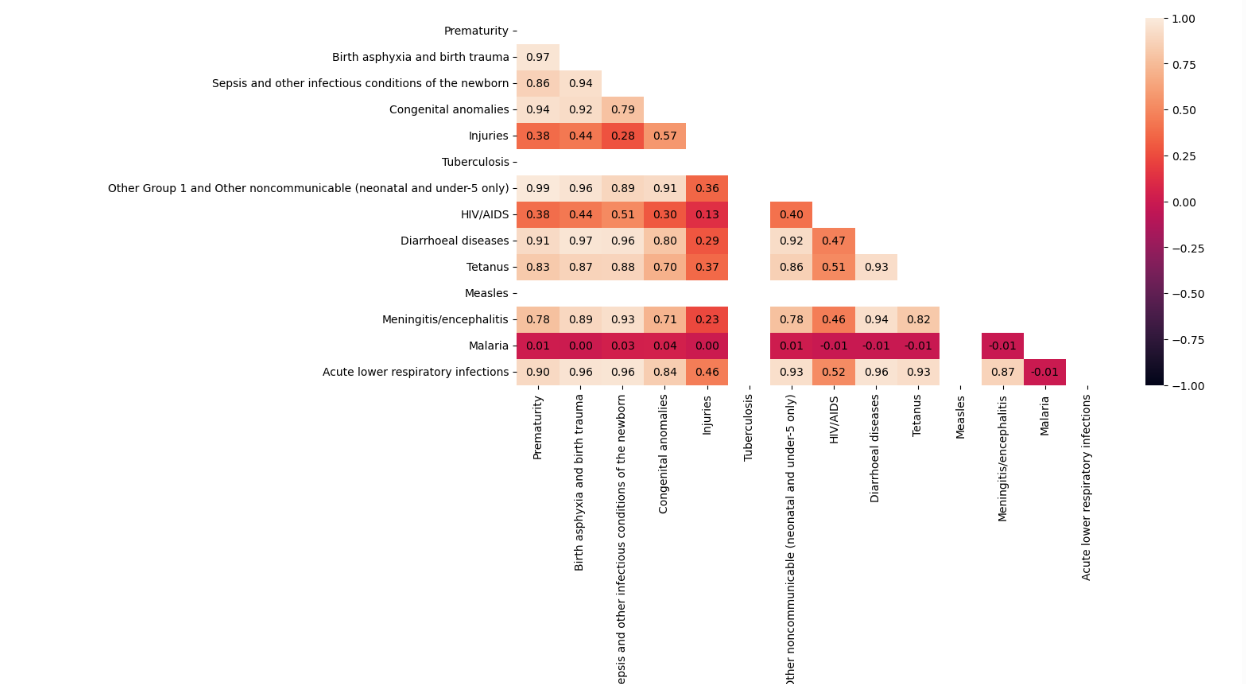 Prematurity
Birth asphyxia and birth trauma
0.97
Sepsis and other infectious conditions of the newborn
0.86 0.94
Congenital anomalies
0.94 0.92 0.79
Injuries
0.38 0.44 0.28 0.57
Tuberculosis
Other Group 1 and Other noncommunicable (neonatal and under-5 only)
0.99 0.96 0.89 0.91 0.36
HIV/AIDS
0.38 0.44 0.51 0.30 0.13 0.40
Diarrhoeal diseases
0.91 0.97 0.96 0.80 0.29 0.92 0.47
Tetanus
0.83 0.87 0.88 0.70 0.37 0.86 0.51 0.93
Measles
Meningitis/encephalitis
0.78 0.89 0.93 0.71 0.23 0.78 0.46 0.94 0.82
Malaria
0.01 0.00 0.03 0.04 0.00 0.01 -0.01 -0.01 -0.01 -0.01
Acute lower respiratory infections
0.90 0.96 0.96 0.84 0.46 0.93 0.52 0.96 0.93 0.87 -0.01
Prematurity
Birth asphyxia and birth trauma
epsis and other infectious conditions of the newborn
Congenital anomalies
Injuries
Tuberculosis
ther noncommunicable (neonatal and under-5 only)
HIV/AIDS
Diarrhoeal diseases
Tetanus
Measles
Meningitis/encephalitis
Malaria
Acute lower respiratory infections
1.00
0.75
0.50
0.25
0.00
−0.25
−0.50
−0.75
−1.00